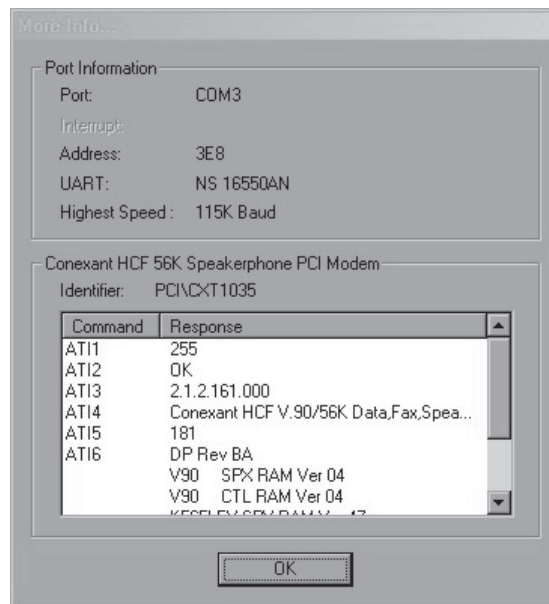 More Info...
Port Information
Port: COM3
Interrupt:
Address: 3E8
UART: NS 16550AN
Highest Speed : 115K Baud
Conexant HCF 56K Speakerphone PCI Modem
Identifier: PCI\CXT1035
Command Response
ATI1 255
ATI2 OK
ATI3 2.1.2.161.000
ATI4 Conexant HCF V.90/56K Data,Fax,Spea...
ATI5 181
ATI6 DP Rev BA
V90 SPX RAM Ver 04
V90 CTL RAM Ver 04
OK